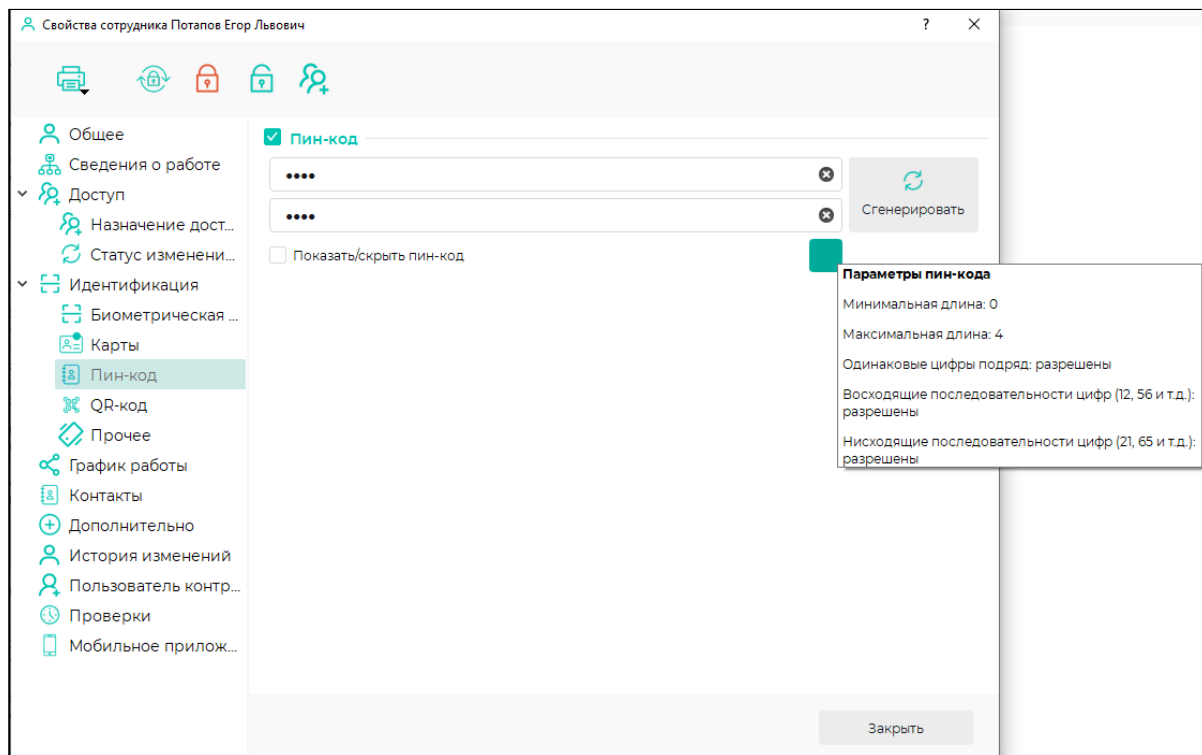 Свойства сотрудника Потапов Егор Львович
?
Общее
Сведения о работе
Доступ
Назначение дост...
Статус изменени...
Идентификация
Биометрическая ...
Карты
Пин-код
QR-код
Прочее
График работы
Контакты
Дополнительно
История изменений
Пользователь контр...
Проверки
Мобильное прилож...
Пин-код
••••
••••
Сгенерировать
Показать/скрыть пин-код
Параметры пин-кода
Минимальная длина: 0
Максимальная длина: 4
Одинаковые цифры подряд: разрешены
Восходящие последовательности цифр (12, 56 и т.д.):
разрешены
Нисходящие последовательности цифр (21, 65 и т.д.):
разрешены
Закрыть